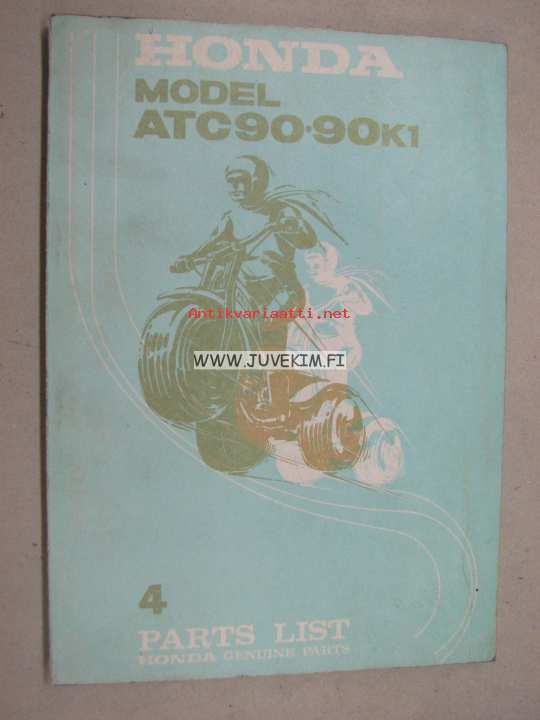 HONDA
MODEL
ATC90·90K1
Antikvariaatti.net
WWW.JUVEKIM.FI
4
PARTS LIST
HONDA GENUINE PARTS